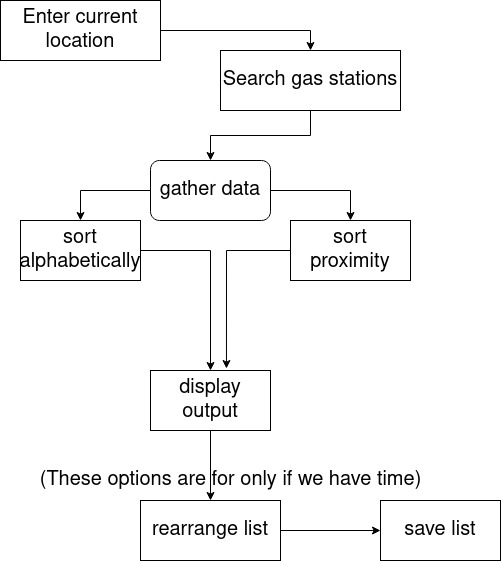 Enter current
location
Search gas stations
gather data
sort
alphabetically
sort
proximity
display
output
(These options are for only if we have time)
rearrange list
save list